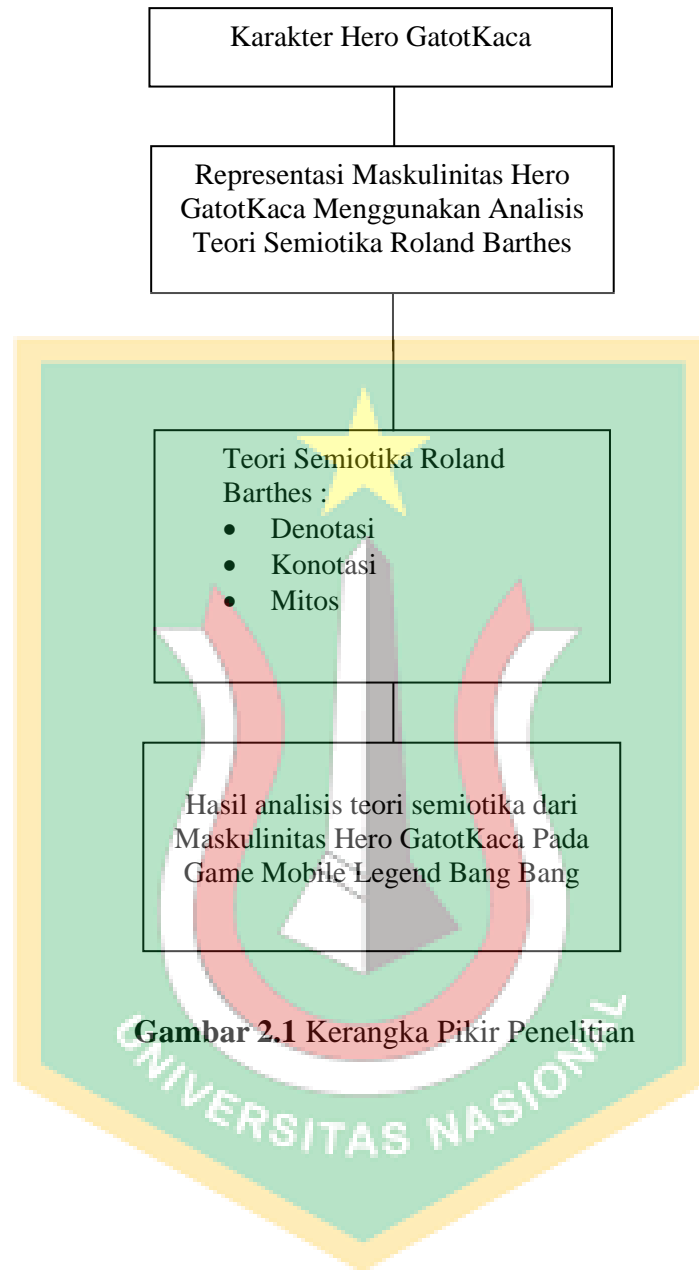 Karakter Hero GatotKaca
Representasi Maskulinitas Hero
GatotKaca Menggunakan Analisis
Teori Semiotika Roland Barthes
Teori Semiotika Roland
Barthes :
• Denotasi
• Konotasi
• Mitos
Hasil analisis teori semiotika dari
Maskulinitas Hero GatotKaca Pada
Game Mobile Legend Bang Bang
Gambar 2.1 Kerangka Pikir Penelitian
UNIVERSITAS NASIONAL